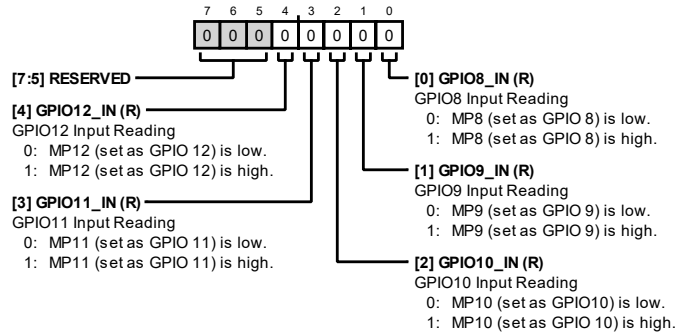 7 6 5 4 3 2 1 0
0 0 0 0 0 0 0 0
[7:5] RESERVED
[4] GPIO12_IN (R)
GPIO12 Input Reading
0: MP12 (set as GPIO 12) is low.
1: MP12 (set as GPIO 12) is high.
[3] GPIO11_IN (R)
GPIO11 Input Reading
0: MP11 (set as GPIO 11) is low.
1: MP11 (set as GPIO 11) is high.
[0] GPIO8_IN (R)
GPIO8 Input Reading
0: MP8 (set as GPIO 8) is low.
1: MP8 (set as GPIO 8) is high.
[1] GPIO9_IN (R)
GPIO9 Input Reading
0: MP9 (set as GPIO 9) is low.
1: MP9 (set as GPIO 9) is high.
[2] GPIO10_IN (R)
GPIO10 Input Reading
0: MP10 (set as GPIO10) is low.
1: MP10 (set as GPIO 10) is high.